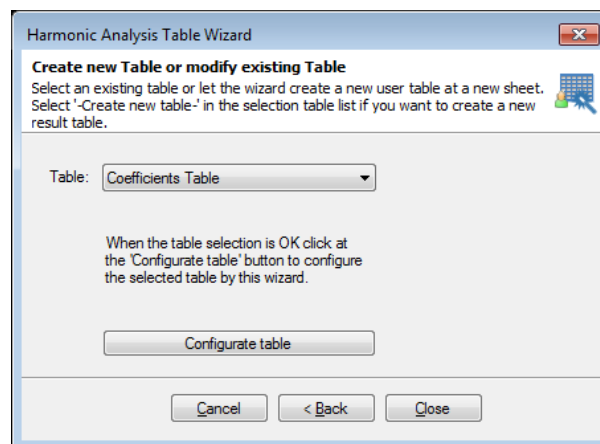 Harmonic Analysis Table Wizard
Create new Table or modify existing Table
Select an existing table or let the wizard create a new user table at a new sheet.
Select '-Create new table-' in the selection table list if you want to create a new
result table.
Table: Coefficients Table
When the table selection is OK click at
the 'Configurate table' button to configure
the selected table by this wizard.
Configurate table
Cancel < Back Close